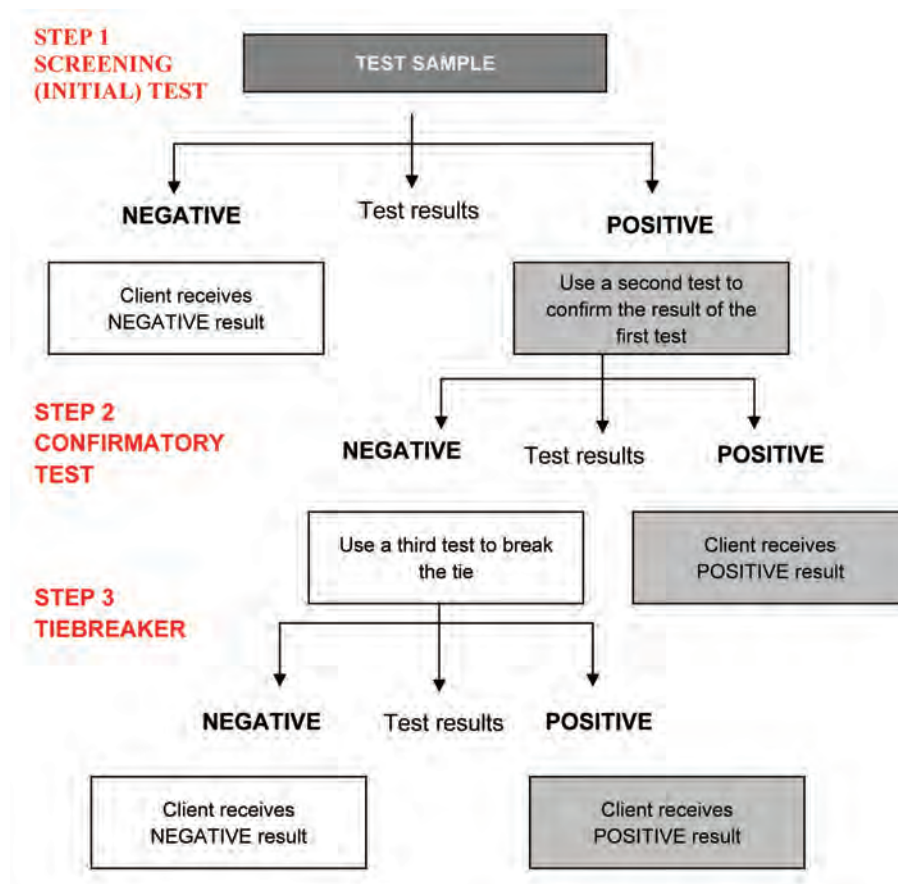 STEP 1
SCREENING
(INITIAL) TEST
TEST SAMPLE
NEGATIVE
Test results
POSITIVE
Client receives
NEGATIVE result
Use a second test to
confirm the result of the
first test
STEP 2
CONFIRMATORY
TEST
NEGATIVE
Test results
POSITIVE
Use a third test to break
the tie
Client receives
POSITIVE result
STEP 3
TIEBREAKER
NEGATIVE
Test results
POSITIVE
Client receives
NEGATIVE result
Client receives
POSITIVE result